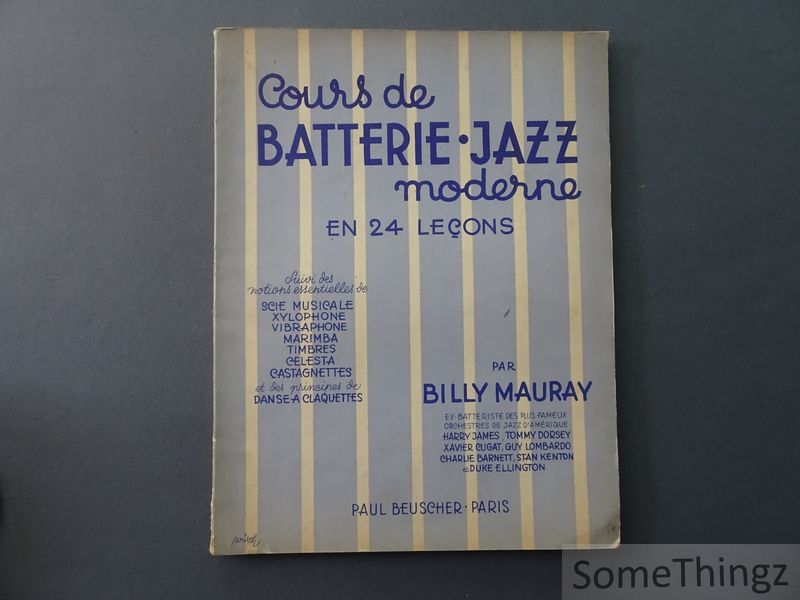 Cours de
BATTERIE · JAZZ
moderne
EN 24 LEÇONS
Suivi des
notions essentielles de
SCIE MUSICALE
XYLOPHONE
VIBRAPHONE
MARIMBA
TIMBRES
CELESTA
CASTAGNETTES
et des principes de
DANSE A CLAQUETTES
PAR
BILLY MAURAY
EX-BATTERISTE DES PLUS FAMEUX
ORCHESTRES DE JAZZ D'AMÉRIQUE
HARRY JAMES, TOMMY DORSEY
XAVIER CUGAT, GUY LOMBARDO
CHARLIE BARNETT, STAN KENTON
et DUKE ELLINGTON
PAUL BEUSCHER · PARIS
SomeThingz